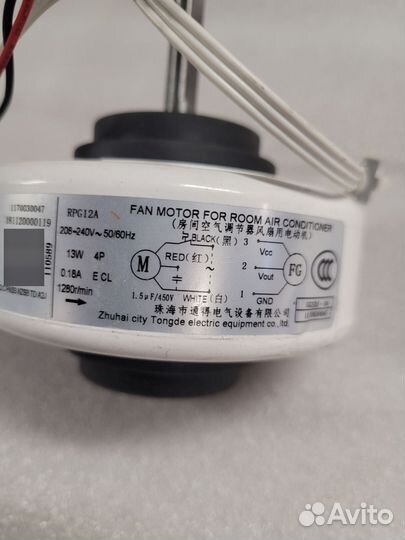 1170030047
181120000119
110589
RPG12A
208-240V~ 50/60Hz
13W 4P
0.18A E CL
1280r/min
FAN MOTOR FOR ROOM AIR CONDITIONER
(房间空气调节器风扇用电动机)
BLACK(黑)
RED(红)
WHITE(白)
1.5μF/450V
M
3
Vcc
2
Vout
1
GND
FG
CCC
珠海市通得电气设备有限公司
Zhuhai city Tongde electric equipment co.,ltd.
Avito